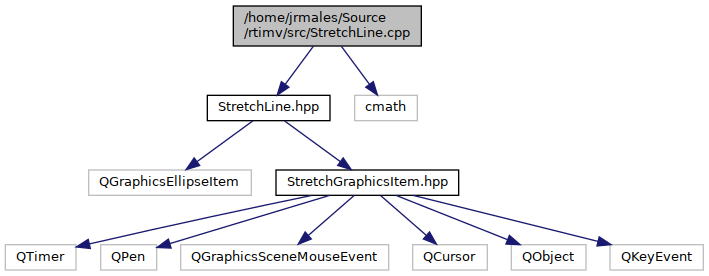 /home/jrmales/Source
/rtimv/src/StretchLine.cpp
StretchLine.hpp
cmath
QGraphicsEllipseItem
StretchGraphicsItem.hpp
QTimer
QPen
QGraphicsSceneMouseEvent
QCursor
QObject
QKeyEvent